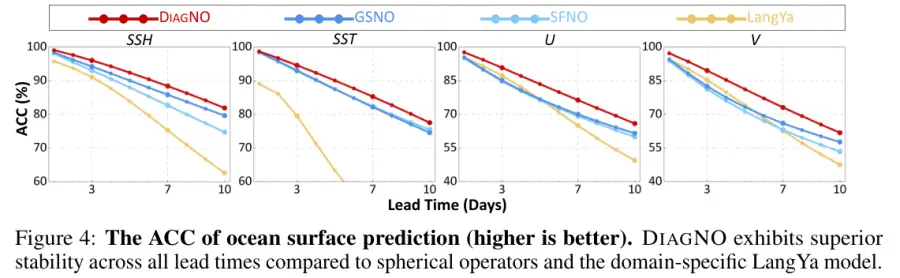 DIAGNO GSNO SFNO LangYa
SSH SST U V
100 100 100 100
90 90 85 85
80 80 70 70
70 70 55 55
60 60 40 40
ACC (%)
3 7 10 3 7 10 3 7 10 3 7 10
Lead Time (Days)
Figure 4: The ACC of ocean surface prediction (higher is better). DIAGNO exhibits superior
stability across all lead times compared to spherical operators and the domain-specific LangYa model.